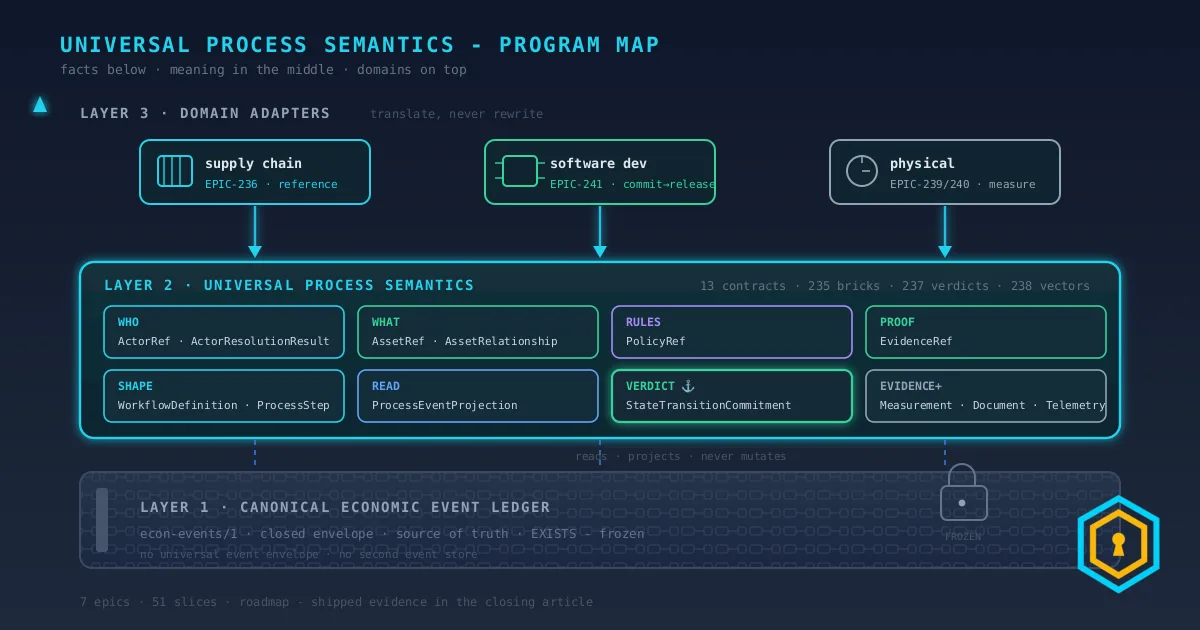 UNIVERSAL PROCESS SEMANTICS - PROGRAM MAP
facts below · meaning in the middle · domains on top
LAYER 3 · DOMAIN ADAPTERS translate, never rewrite
supply chain
EPIC-236 · reference
software dev
EPIC-241 · commit→release
physical
EPIC-239/240 · measure
LAYER 2 · UNIVERSAL PROCESS SEMANTICS
13 contracts · 235 bricks · 237 verdicts · 238 vectors
WHO
ActorRef · ActorResolutionResult
WHAT
AssetRef · AssetRelationship
RULES
PolicyRef
PROOF
EvidenceRef
SHAPE
WorkflowDefinition · ProcessStep
READ
ProcessEventProjection
VERDICT ⚓
StateTransitionCommitment
EVIDENCE+
Measurement · Document · Telemetry
reads · projects · never mutates
LAYER 1 · CANONICAL ECONOMIC EVENT LEDGER
econ-events/1 · closed envelope · source of truth · EXISTS - frozen
no universal event envelope · no second event store
FROZEN
7 epics · 51 slices · roadmap - shipped evidence in the closing article